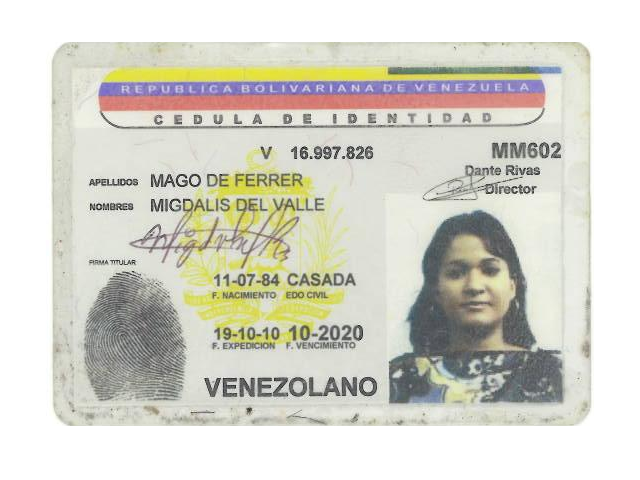 REPUBLICA BOLIVARIANA DE VENEZUELA
CEDULA DE IDENTIDAD
V 16.997.826
MM602
Dante Rivas
Director
APELLIDOS MAGO DE FERRER
NOMBRES MIGDALIS DEL VALLE
FIRMA TITULAR
11-07-84 CASADA
F. NACIMIENTO EDO CIVIL
19-10-10 10-2020
F. EXPEDICION F. VENCIMIENTO
VENEZOLANO